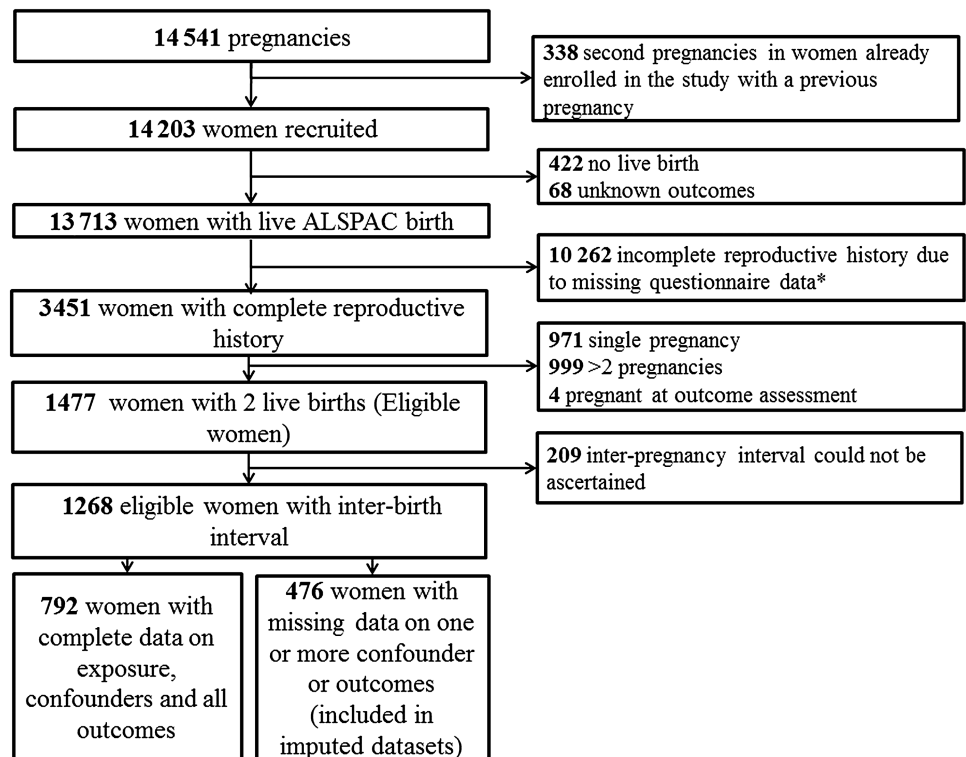 14 541 pregnancies
338 second pregnancies in women already
enrolled in the study with a previous
pregnancy
14 203 women recruited
422 no live birth
68 unknown outcomes
13 713 women with live ALSPAC birth
10 262 incomplete reproductive history due
to missing questionnaire data*
3451 women with complete reproductive
history
971 single pregnancy
999 >2 pregnancies
4 pregnant at outcome assessment
1477 women with 2 live births (Eligible
women)
209 inter-pregnancy interval could not be
ascertained
1268 eligible women with inter-birth
interval
792 women with
complete data on
exposure,
confounders and all
outcomes
476 women with
missing data on one
or more confounder
or outcomes
(included in
imputed datasets)